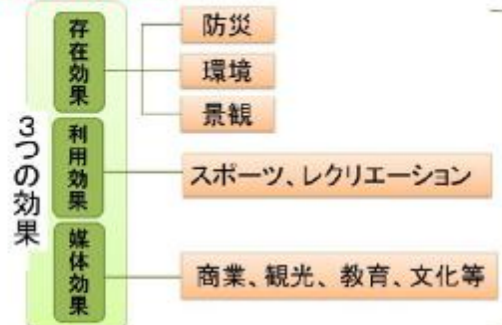 3つの効果
存在効果
防災
環境
景観
利用効果
スポーツ、レクリエーション
媒体効果
商業、観光、教育、文化等